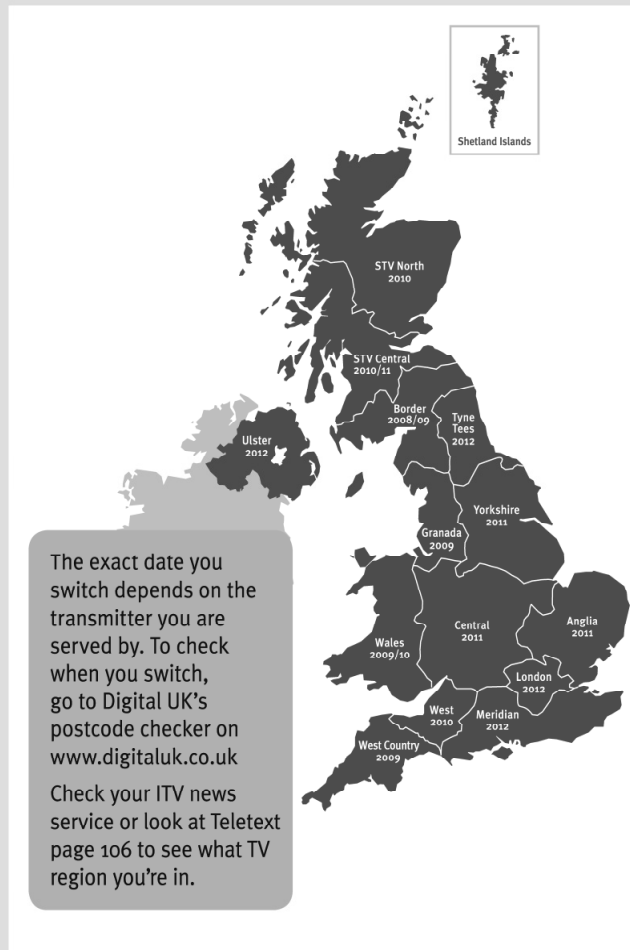 Shetland Islands
STV North
2010
STV Central
2010/11
Border
2008/09
Tyne
Tees
2012
Ulster
2012
Yorkshire
2011
Granada
2009
Central
2011
Anglia
2011
Wales
2009/10
London
2012
West
2010
Meridian
2012
West Country
2009
The exact date you
switch depends on the
transmitter you are
served by. To check
when you switch,
go to Digital UK's
postcode checker on
www.digitaluk.co.uk
Check your ITV news
service or look at Teletext
page 106 to see what TV
region you're in.